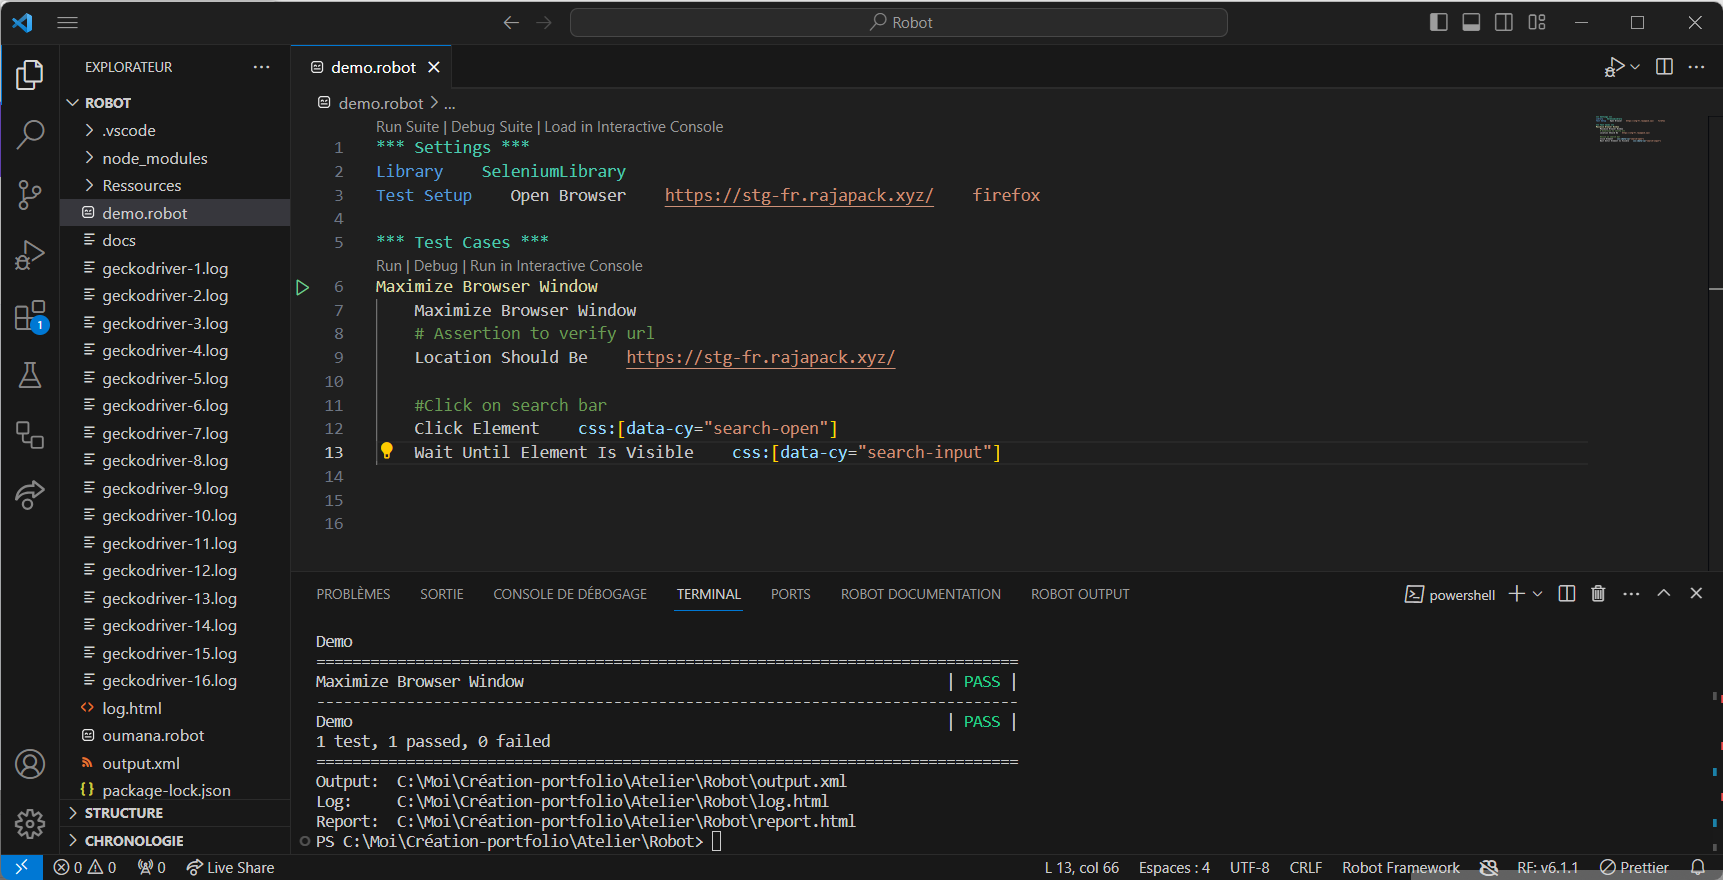 Robot
EXPLORATEUR
ROBOT
.vscode
node_modules
Ressources
demo.robot
docs
geckodriver-1.log
geckodriver-2.log
geckodriver-3.log
geckodriver-4.log
geckodriver-5.log
geckodriver-6.log
geckodriver-7.log
geckodriver-8.log
geckodriver-9.log
geckodriver-10.log
geckodriver-11.log
geckodriver-12.log
geckodriver-13.log
geckodriver-14.log
geckodriver-15.log
geckodriver-16.log
log.html
oumana.robot
output.xml
{} package-lock.json
STRUCTURE
CHRONOLOGIE
1
demo.robot
demo.robot > ...
Run Suite | Debug Suite | Load in Interactive Console
1 *** Settings ***
2 Library    SeleniumLibrary
3 Test Setup    Open Browser    https://stg-fr.rajapack.xyz/    firefox
4
5 *** Test Cases ***
Run | Debug | Run in Interactive Console
6 Maximize Browser Window
7     Maximize Browser Window
8     # Assertion to verify url
9     Location Should Be    https://stg-fr.rajapack.xyz/
10
11     #Click on search bar
12     Click Element    css:[data-cy="search-open"]
13     Wait Until Element Is Visible    css:[data-cy="search-input"]
14
15
16
PROBLÈMES SORTIE CONSOLE DE DÉBOGAGE TERMINAL PORTS ROBOT DOCUMENTATION ROBOT OUTPUT powershell
Demo
==============================================================================
Maximize Browser Window                                               | PASS |
------------------------------------------------------------------------------
Demo                                                                  | PASS |
1 test, 1 passed, 0 failed
==============================================================================
Output:  C:\Moi\Création-portfolio\Atelier\Robot\output.xml
Log:     C:\Moi\Création-portfolio\Atelier\Robot\log.html
Report:  C:\Moi\Création-portfolio\Atelier\Robot\report.html
PS C:\Moi\Création-portfolio\Atelier\Robot>
0 0 0 Live Share L 13, col 66 Espaces : 4 UTF-8 CRLF Robot Framework RF: v6.1.1 Prettier